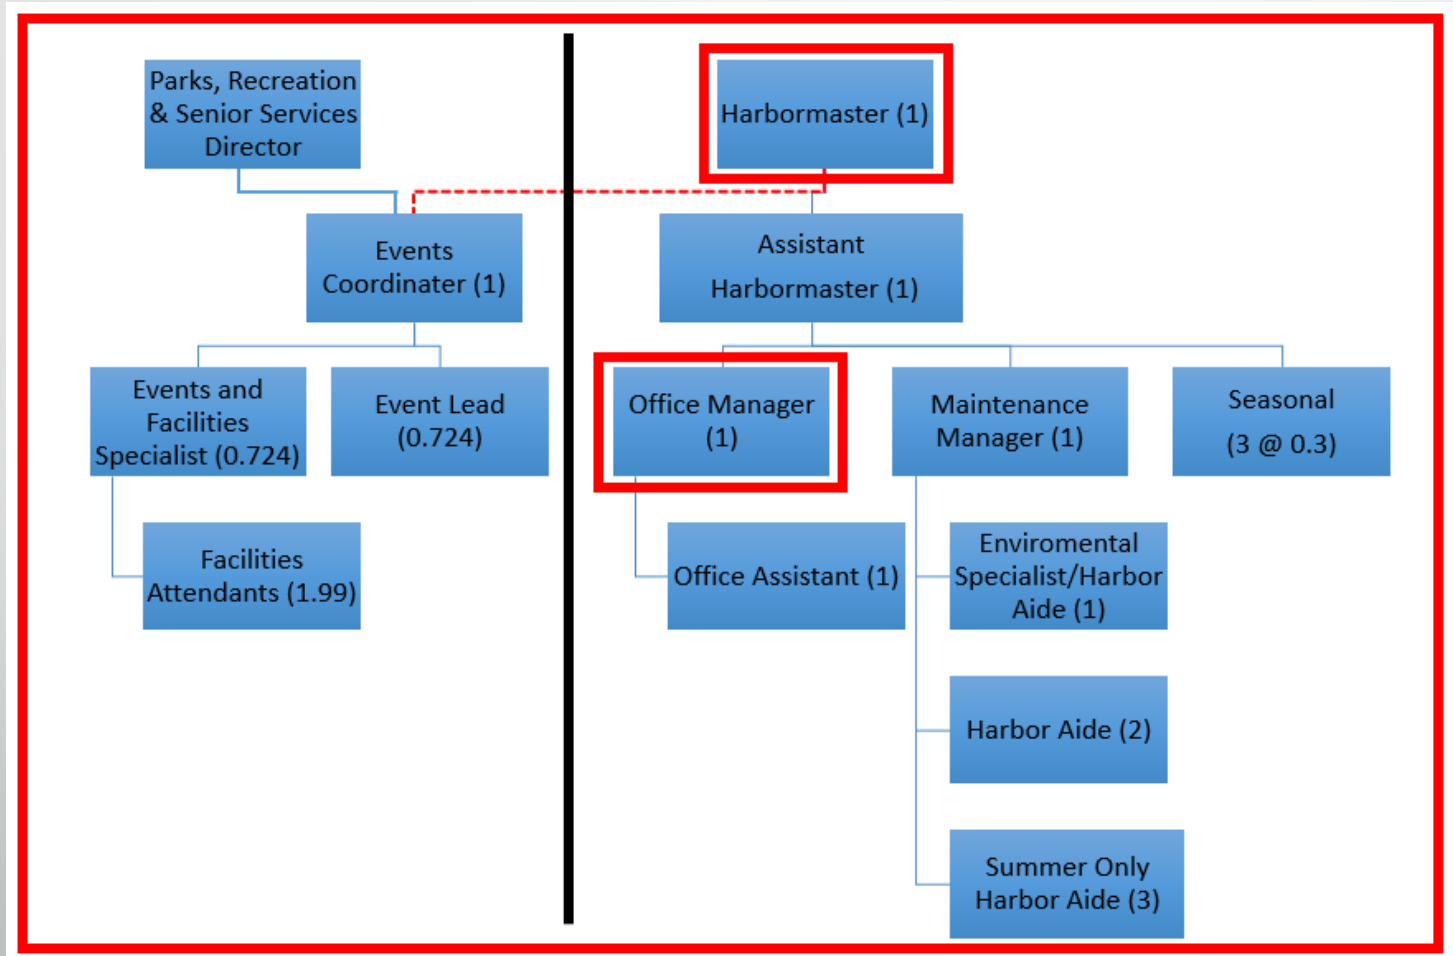 Parks, Recreation
& Senior Services
Director
Harbormaster (1)
Events
Coordinater (1)
Assistant
Harbormaster (1)
Events and
Facilities
Specialist (0.724)
Event Lead
(0.724)
Office Manager
(1)
Maintenance
Manager (1)
Seasonal
(3 @ 0.3)
Facilities
Attendants (1.99)
Office Assistant (1)
Enviromental
Specialist/Harbor
Aide (1)
Harbor Aide (2)
Summer Only
Harbor Aide (3)